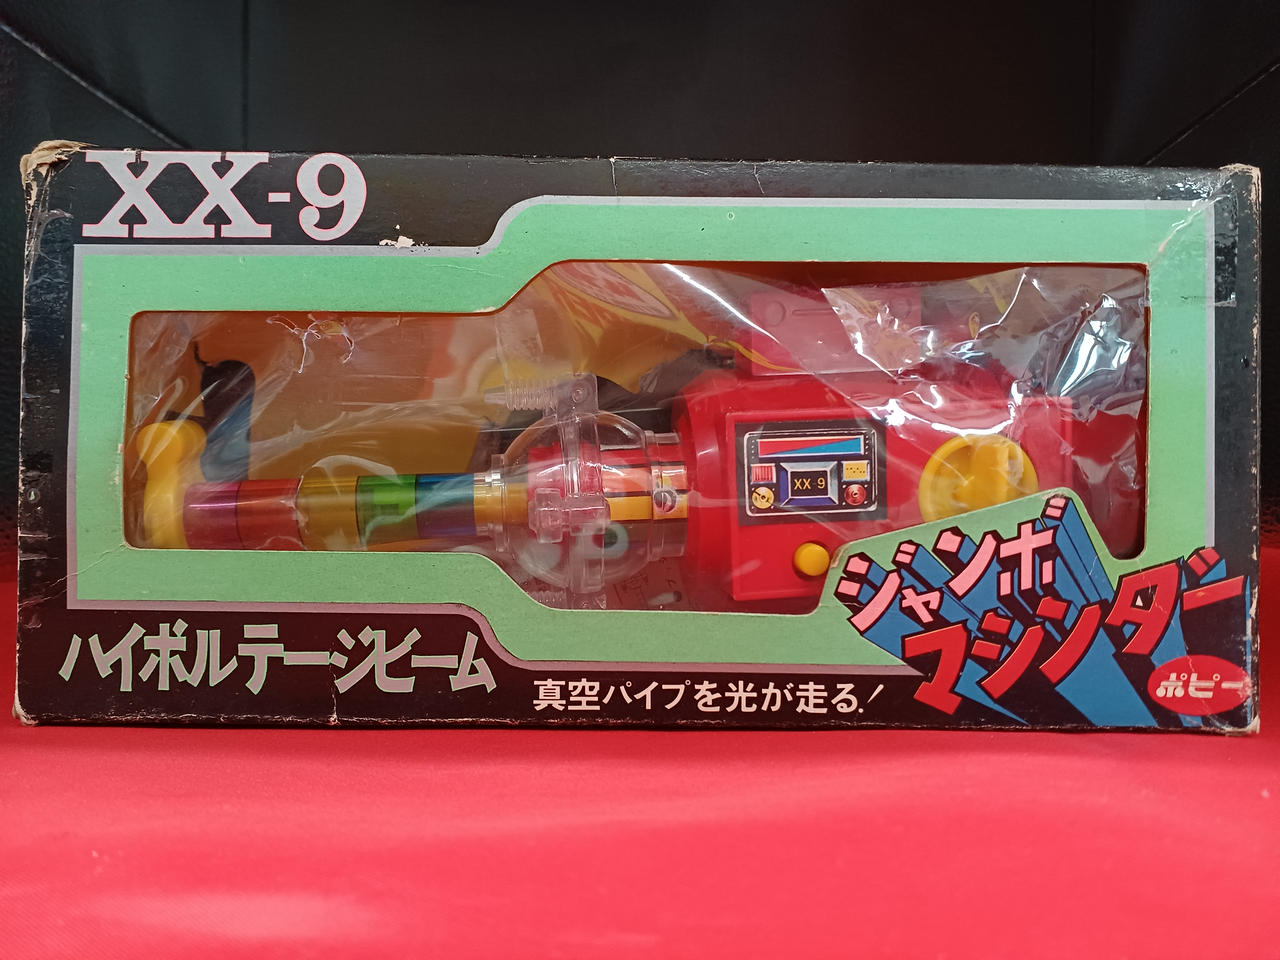 XX-9
XX-9
ジャンボ
マシンダー
ハイボルテージビーム
真空パイプを光が走る!
ポピー